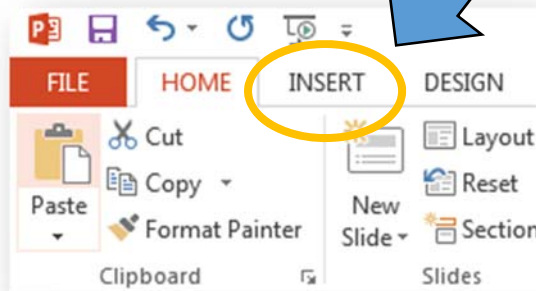 FILE HOME INSERT DESIGN
Cut
Copy
Format Painter
Paste
Clipboard
New
Slide
Layout
Reset
Section
Slides